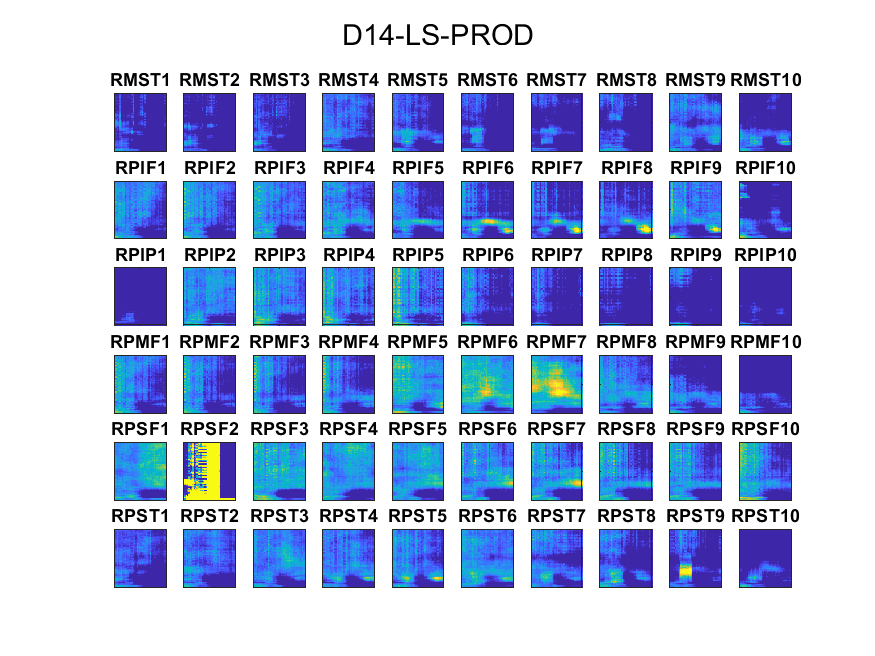 D14-LS-PROD
RMST1 RMST2 RMST3 RMST4 RMST5 RMST6 RMST7 RMST8 RMST9 RMST10
RPIF1 RPIF2 RPIF3 RPIF4 RPIF5 RPIF6 RPIF7 RPIF8 RPIF9 RPIF10
RPIP1 RPIP2 RPIP3 RPIP4 RPIP5 RPIP6 RPIP7 RPIP8 RPIP9 RPIP10
RPMF1 RPMF2 RPMF3 RPMF4 RPMF5 RPMF6 RPMF7 RPMF8 RPMF9 RPMF10
RPSF1 RPSF2 RPSF3 RPSF4 RPSF5 RPSF6 RPSF7 RPSF8 RPSF9 RPSF10
RPST1 RPST2 RPST3 RPST4 RPST5 RPST6 RPST7 RPST8 RPST9 RPST10